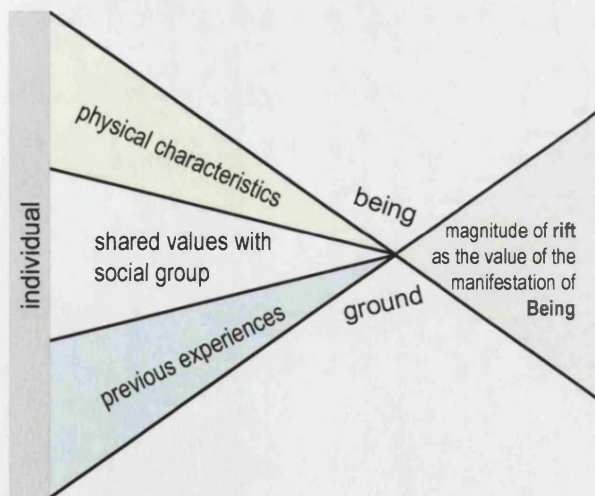 individual
physical characteristics
shared values with
social group
previous experiences
being
ground
magnitude of rift
as the value of the
manifestation of
Being